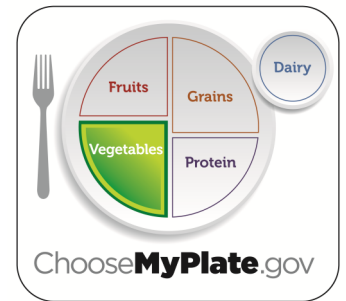 Dairy
Fruits
Grains
Vegetables
Protein
ChooseMyPlate.gov